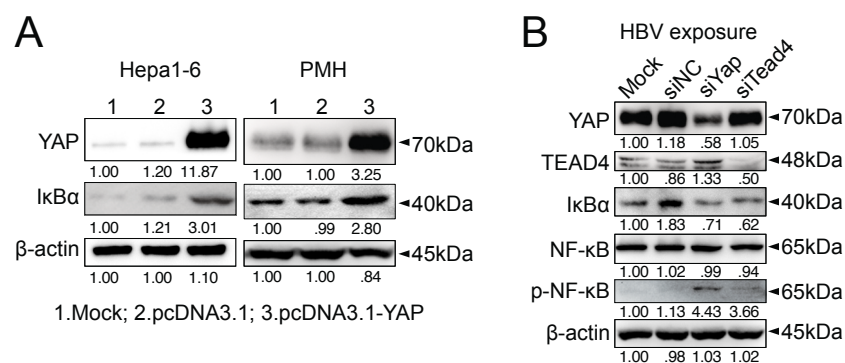 A
Hepa1-6 PMH
1 2 3 1 2 3
YAP 70kDa
1.00 1.20 11.87 1.00 1.00 3.25
IκBα 40kDa
1.00 1.21 3.01 1.00 .99 2.80
β-actin 45kDa
1.00 1.00 1.10 1.00 1.00 .84
1.Mock; 2.pcDNA3.1; 3.pcDNA3.1-YAP
B
HBV exposure
Mock siNC siYap siTead4
YAP 70kDa
1.00 1.18 .58 1.05
TEAD4 48kDa
1.00 .86 1.33 .50
IκBα 40kDa
1.00 1.83 .71 .62
NF-κB 65kDa
1.00 1.02 .99 .94
p-NF-κB 65kDa
1.00 1.13 4.43 3.66
β-actin 45kDa
1.00 .98 1.03 1.02